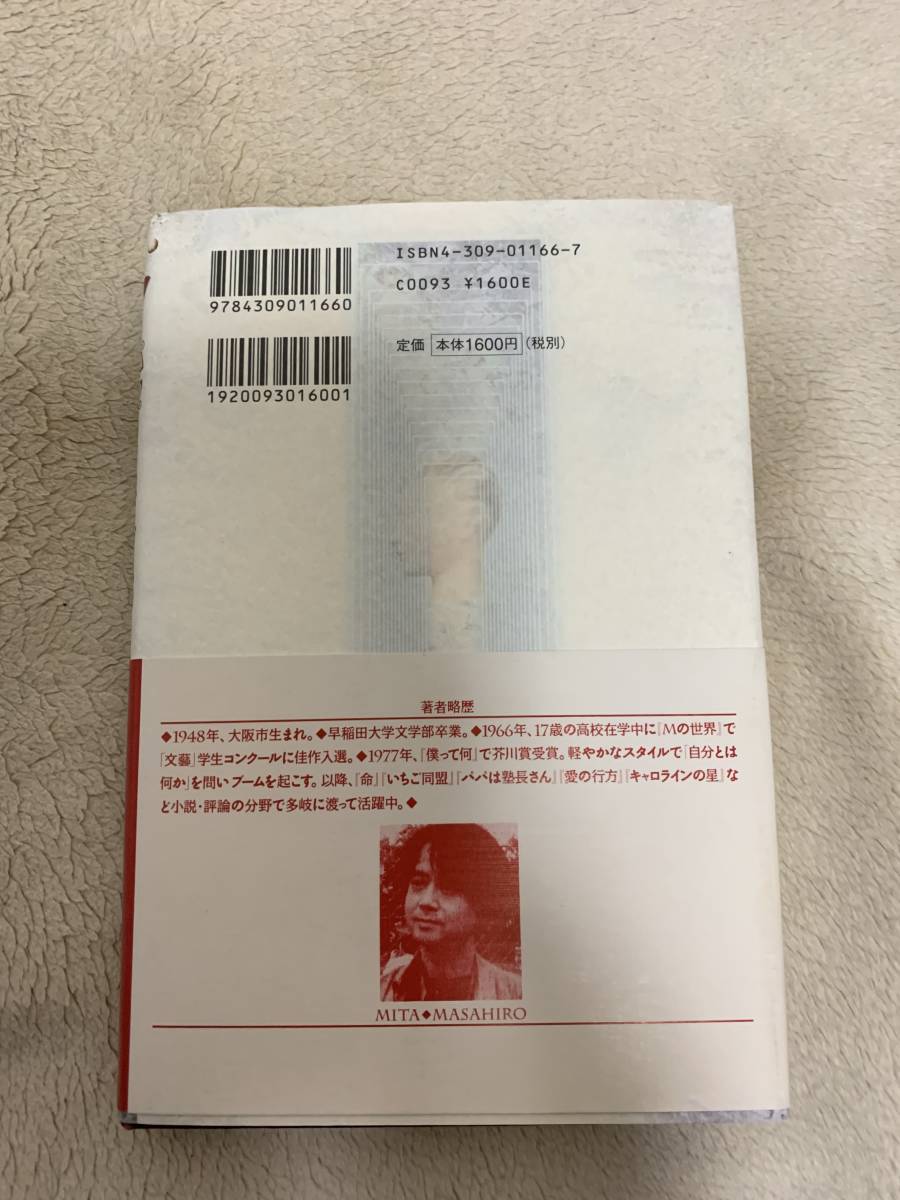 ISBN4-309-01166-7
9784309011660
C0093 ¥1600E
定価 本体1600円(税別)
1920093016001
著者略歴
◆1948年、大阪市生まれ。◆早稲田大学文学部卒業。◆1966年、17歳の高校在学中に『Mの世界』で
「文藝」学生コンクールに佳作入選。◆1977年、『僕って何』で芥川賞受賞。軽やかなスタイルで「自分とは
何か」を問いブームを起こす。以降、『命』『いちご同盟』『パパは塾長さん』『愛の行方』『キャロラインの星』な
ど小説・評論の分野で多岐に渡って活躍中。◆
MITA◆MASAHIRO